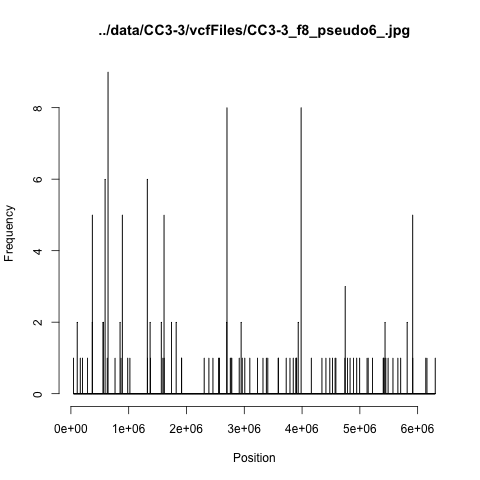 ../data/CC3-3/vcfFiles/CC3-3_f8_pseudo6_.jpg
8
6
4
2
0
Frequency
0e+00 1e+06 2e+06 3e+06 4e+06 5e+06 6e+06
Position